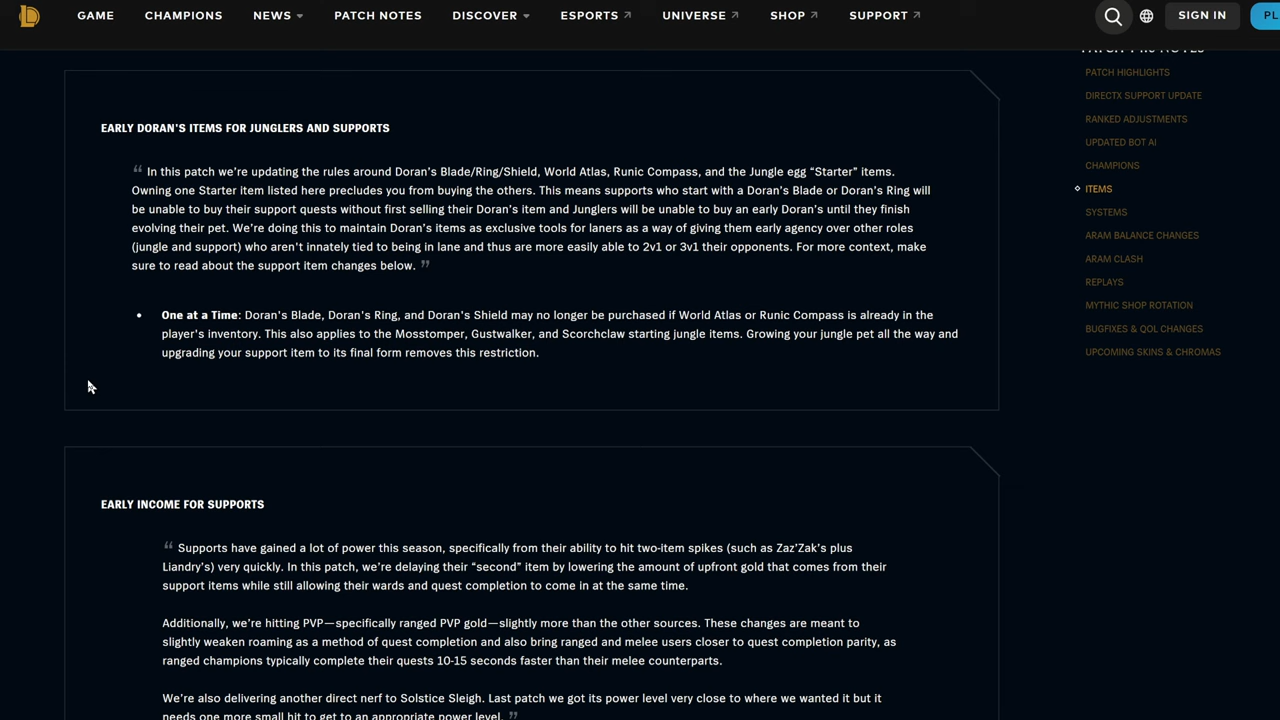 GAME CHAMPIONS NEWS PATCH NOTES DISCOVER ESPORTS UNIVERSE SHOP SUPPORT SIGN IN PL
EARLY DORAN'S ITEMS FOR JUNGLERS AND SUPPORTS
“ In this patch we’re updating the rules around Doran’s Blade/Ring/Shield, World Atlas, Runic Compass, and the Jungle egg “Starter” items.
Owning one Starter item listed here precludes you from buying the others. This means supports who start with a Doran’s Blade or Doran’s Ring will
be unable to buy their support quests without first selling their Doran’s item and Junglers will be unable to buy an early Doran’s until they finish
evolving their pet. We’re doing this to maintain Doran’s items as exclusive tools for laners as a way of giving them early agency over other roles
(jungle and support) who aren’t innately tied to being in lane and thus are more easily able to 2v1 or 3v1 their opponents. For more context, make
sure to read about the support item changes below. ”
• One at a Time: Doran’s Blade, Doran’s Ring, and Doran’s Shield may no longer be purchased if World Atlas or Runic Compass is already in the
player’s inventory. This also applies to the Mosstomper, Gustwalker, and Scorchclaw starting jungle items. Growing your jungle pet all the way and
upgrading your support item to its final form removes this restriction.
EARLY INCOME FOR SUPPORTS
“ Supports have gained a lot of power this season, specifically from their ability to hit two-item spikes (such as Zaz’Zak’s plus
Liandry’s) very quickly. In this patch, we’re delaying their “second” item by lowering the amount of upfront gold that comes from their
support items while still allowing their wards and quest completion to come in at the same time.
Additionally, we’re hitting PVP—specifically ranged PVP gold—slightly more than the other sources. These changes are meant to
slightly weaken roaming as a method of quest completion and also bring ranged and melee users closer to quest completion parity, as
ranged champions typically complete their quests 10-15 seconds faster than their melee counterparts.
We’re also delivering another direct nerf to Solstice Sleigh. Last patch we got its power level very close to where we wanted it but it
needs one more small hit to get to an appropriate power level. ”
PATCH HIGHLIGHTS
DIRECTX SUPPORT UPDATE
RANKED ADJUSTMENTS
UPDATED BOT AI
CHAMPIONS
ITEMS
SYSTEMS
ARAM BALANCE CHANGES
ARAM CLASH
REPLAYS
MYTHIC SHOP ROTATION
BUGFIXES & QOL CHANGES
UPCOMING SKINS & CHROMAS